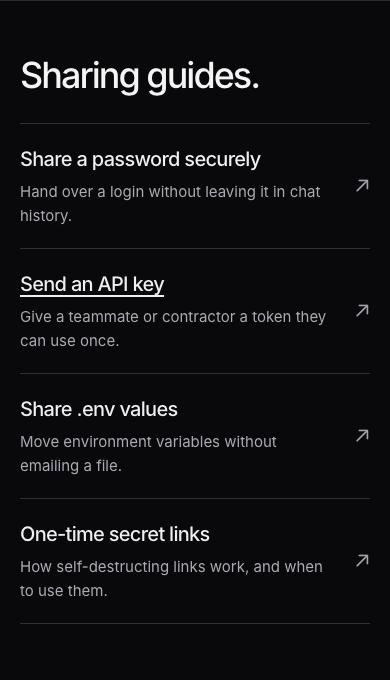 Sharing guides.
Share a password securely
Hand over a login without leaving it in chat
history.
Send an API key
Give a teammate or contractor a token they
can use once.
Share .env values
Move environment variables without
emailing a file.
One-time secret links
How self-destructing links work, and when
to use them.